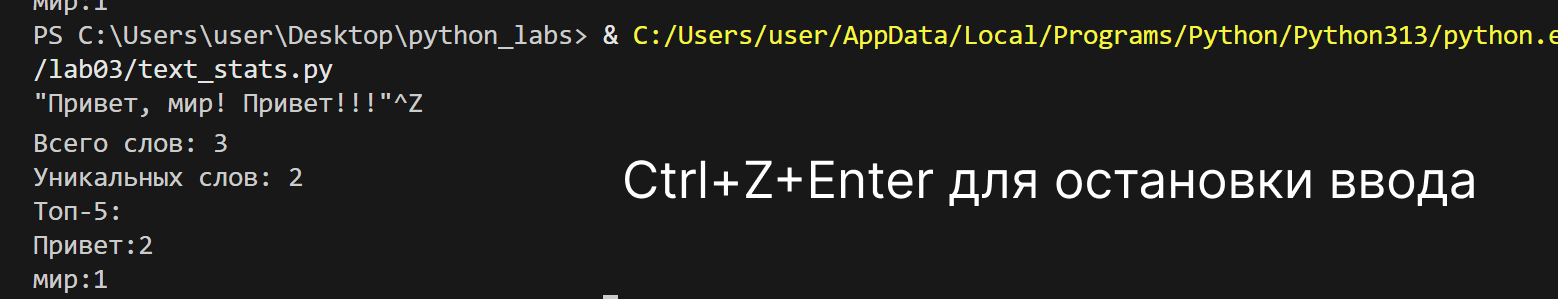 мир:1
PS C:\Users\user\Desktop\python_labs> & C:/Users/user/AppData/Local/Programs/Python/Python313/python.e
/lab03/text_stats.py
"Привет, мир! Привет!!!"^Z
Всего слов: 3
Уникальных слов: 2
Ctrl+Z+Enter для остановки ввода
Топ-5:
Привет:2
мир:1